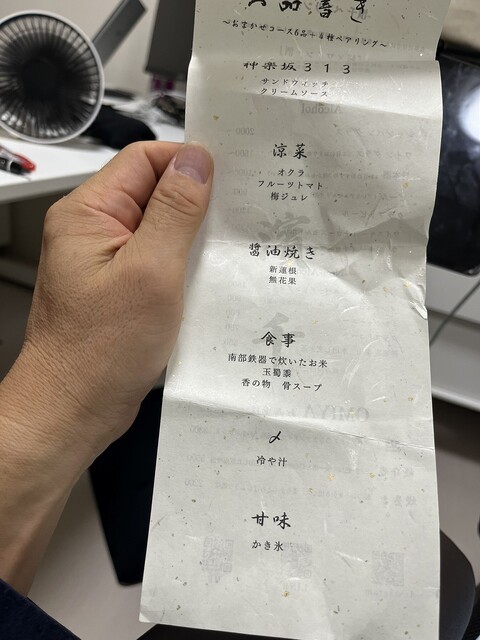 品書き
〜おまかせコース6品+6種ペアリング〜
神楽坂313
サンドウィッチ
クリームソース
涼菜
オクラ
フルーツトマト
梅ジュレ
醤油焼き
新蓮根
無花果
食事
南部鉄器で炊いたお米
玉蜀黍
香の物 骨スープ
〆
冷や汁
甘味
かき氷